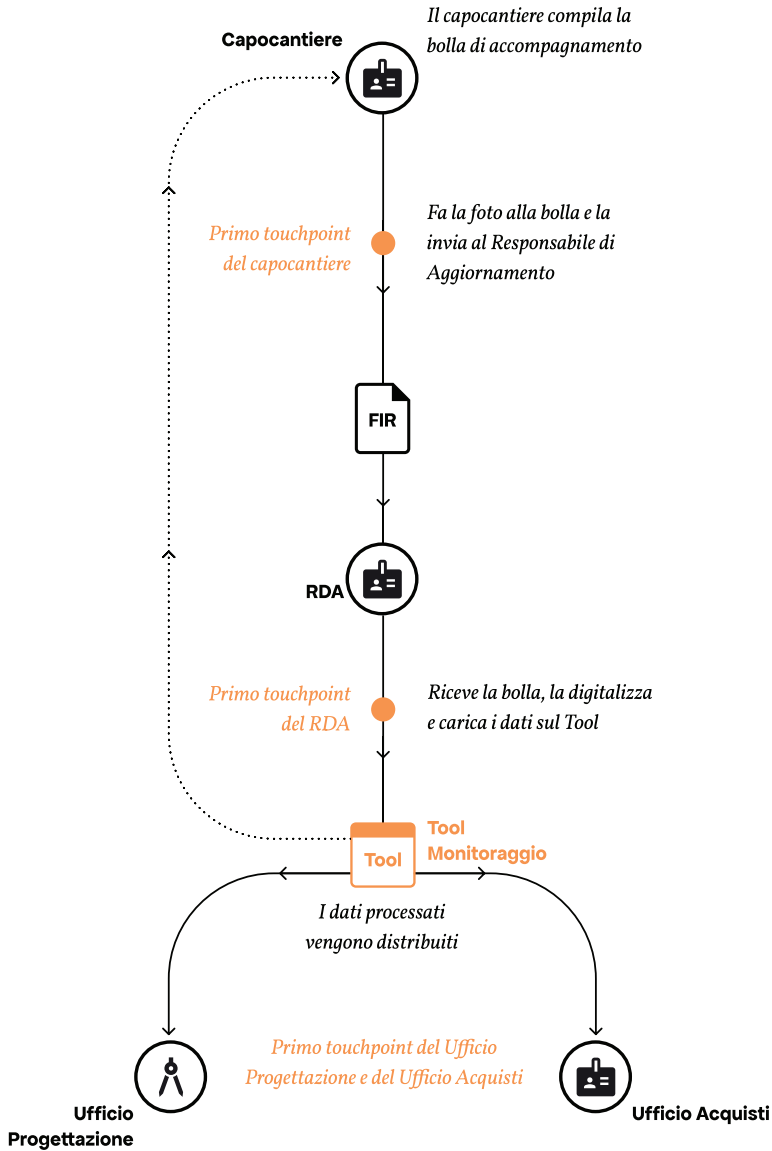 Il capocantiere compila la
bolla di accompagnamento
Capocantiere
Primo touchpoint
del capocantiere
Fa la foto alla bolla e la
invia al Responsabile di
Aggiornamento
FIR
RDA
Primo touchpoint
del RDA
Riceve la bolla, la digitalizza
e carica i dati sul Tool
Tool
Monitoraggio
Tool
I dati processati
vengono distribuiti
Primo touchpoint del Ufficio
Progettazione e del Ufficio Acquisti
Ufficio
Progettazione
Ufficio Acquisti